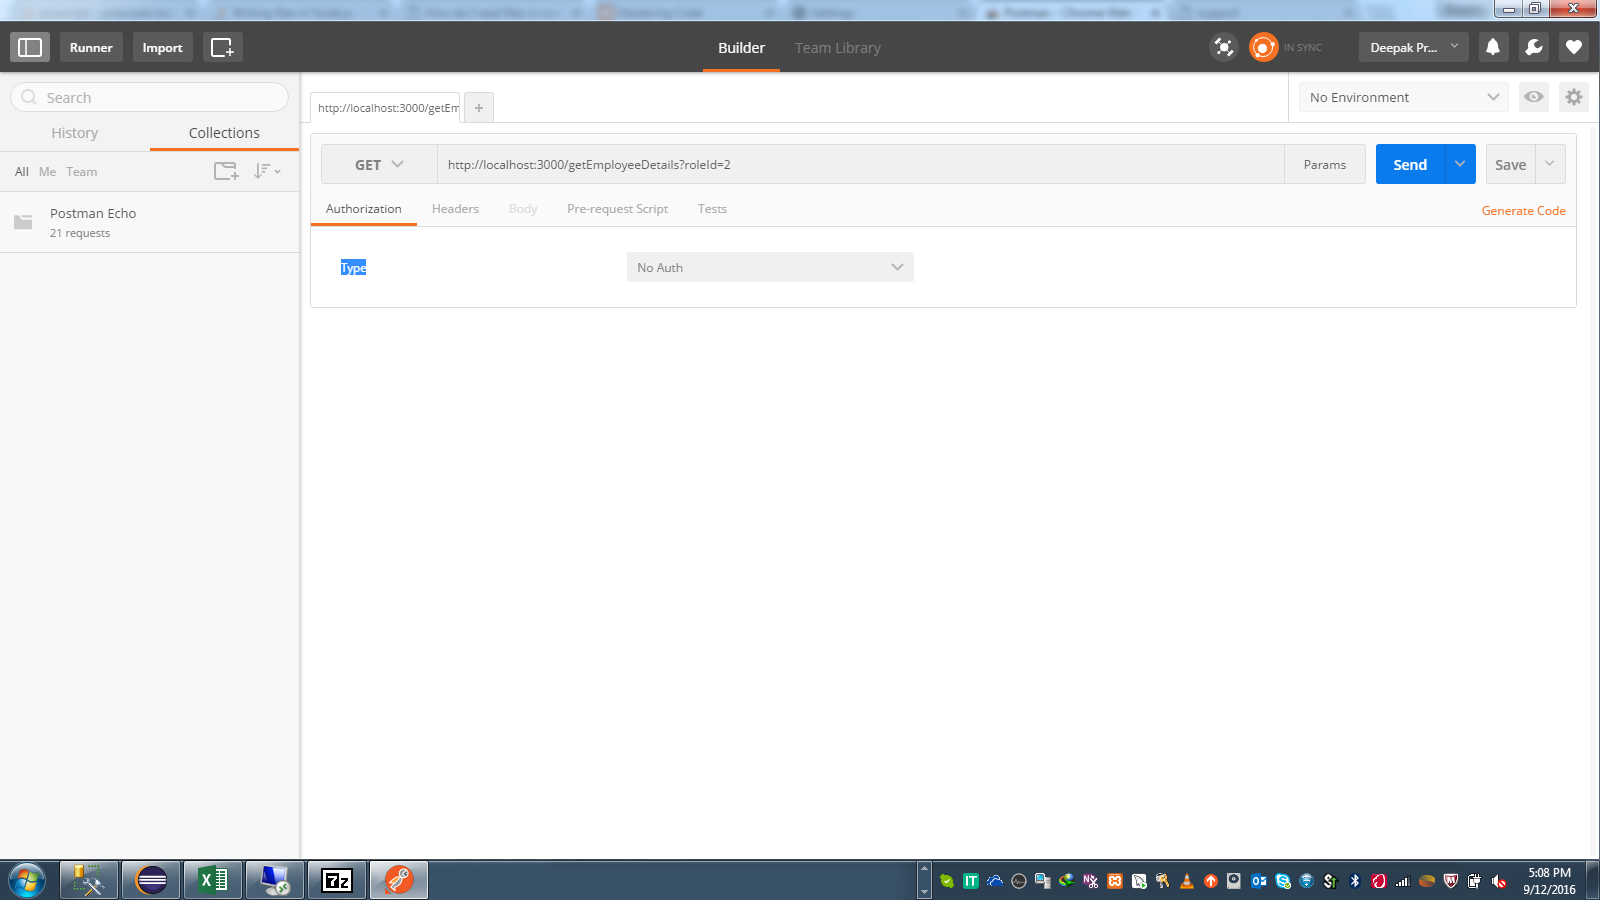 Runner
Import
Builder
Team Library
IN SYNC
Deepak Pr...
Search
History
Collections
All Me Team
Postman Echo
21 requests
http://localhost:3000/getEm
+
No Environment
GET
http://localhost:3000/getEmployeeDetails?roleId=2
Params
Send
Save
Authorization
Headers
Body
Pre-request Script
Tests
Generate Code
Type
No Auth
7z
IT
5:08 PM
9/12/2016